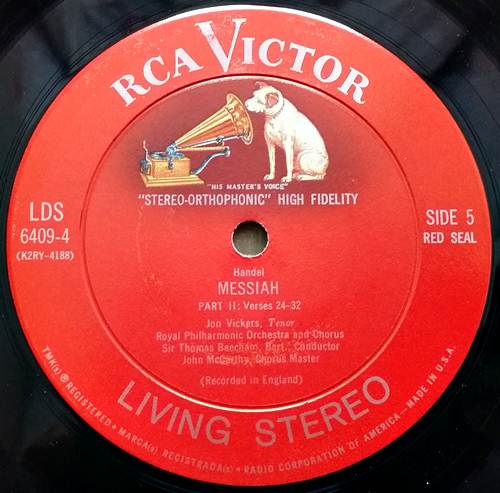 RCA VICTOR
"HIS MASTER'S VOICE"
"STEREO-ORTHOPHONIC" HIGH FIDELITY
LDS
6409-4
(K2RY-4188)
SIDE 5
RED SEAL
Handel
MESSIAH
PART II: Verses 24-32
Jon Vickers, Tenor
Royal Philharmonic Orchestra and Chorus
Sir Thomas Beecham, Bart., Conductor
John McCarthy, Chorus Master
(Recorded in England)
LIVING STEREO
TMK(s) ® REGISTERED • MARCA(s) REGISTRADA(s) • RADIO CORPORATION OF AMERICA—MADE IN U.S.A.